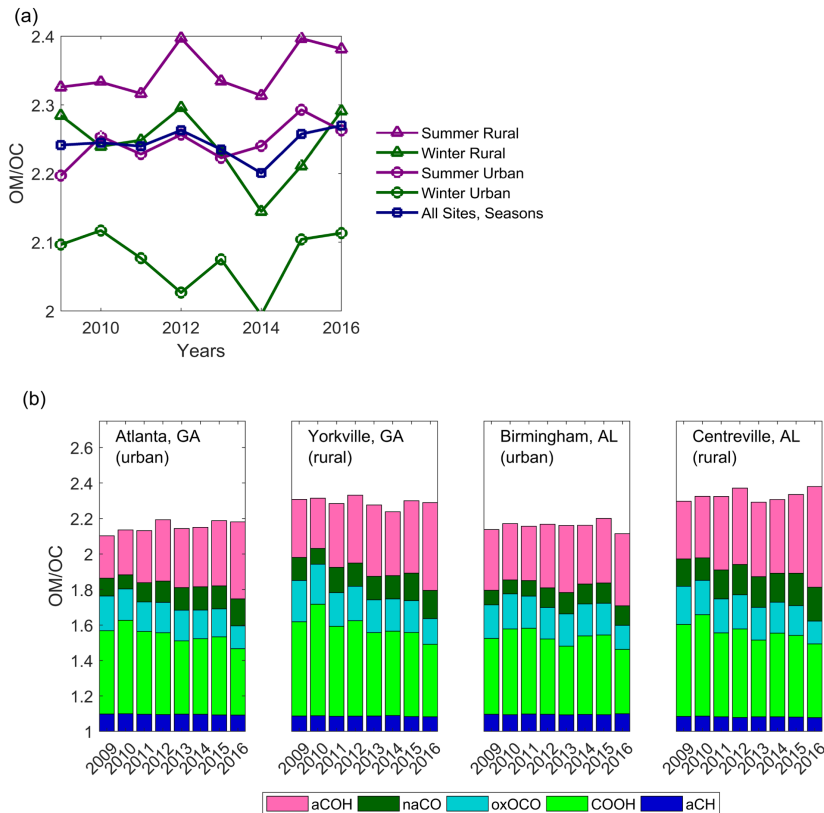 (a)
2.4
2.3
2.2
2.1
2
OM/OC
2010
2012
2014
2016
Years
Summer Rural
Winter Rural
Summer Urban
Winter Urban
All Sites, Seasons
(b)
2.6
2.4
2.2
2
1.8
1.6
1.4
1.2
1
OM/OC
Atlanta, GA
(urban)
Yorkville, GA
(rural)
Birmingham, AL
(urban)
Centreville, AL
(rural)
2009
2010
2011
2012
2013
2014
2015
2016
2009
2010
2011
2012
2013
2014
2015
2016
2009
2010
2011
2012
2013
2014
2015
2016
2009
2010
2011
2012
2013
2014
2015
2016
aCOH
naCO
oxOCO
COOH
aCH